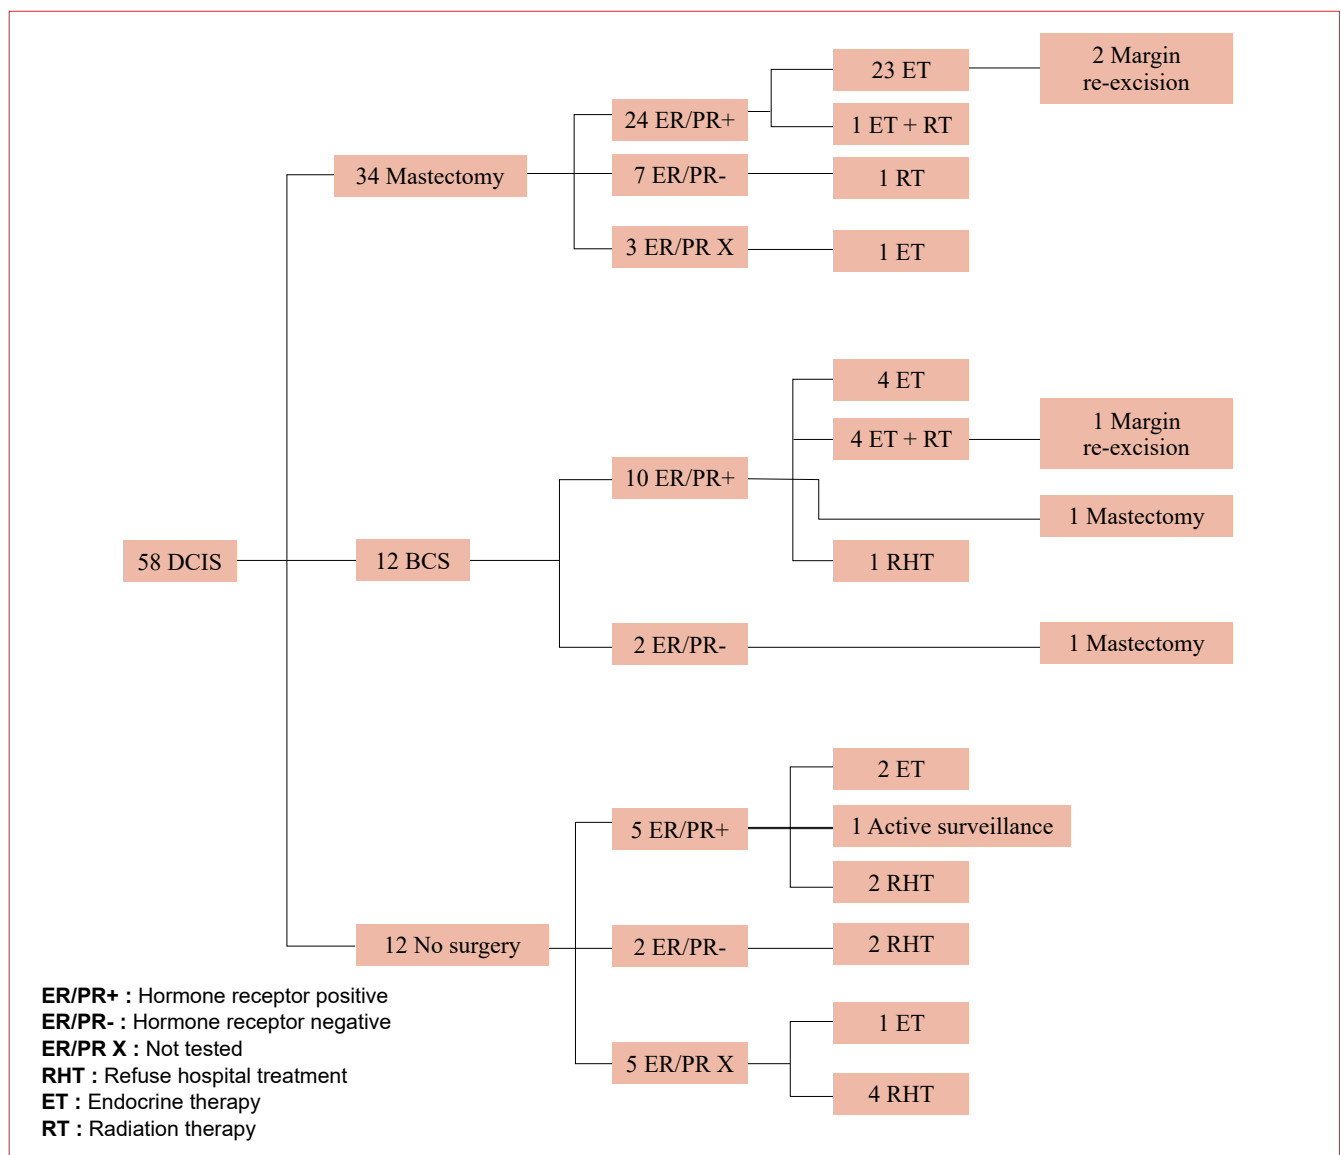 58 DCIS
34 Mastectomy
24 ER/PR+
23 ET
2 Margin
re-excision
1 ET + RT
7 ER/PR-
1 RT
3 ER/PR X
1 ET
12 BCS
10 ER/PR+
4 ET
4 ET + RT
1 Margin
re-excision
1 Mastectomy
1 RHT
2 ER/PR-
1 Mastectomy
12 No surgery
5 ER/PR+
2 ET
1 Active surveillance
2 RHT
2 ER/PR-
2 RHT
5 ER/PR X
1 ET
4 RHT
ER/PR+ : Hormone receptor positive
ER/PR- : Hormone receptor negative
ER/PR X : Not tested
RHT : Refuse hospital treatment
ET : Endocrine therapy
RT : Radiation therapy